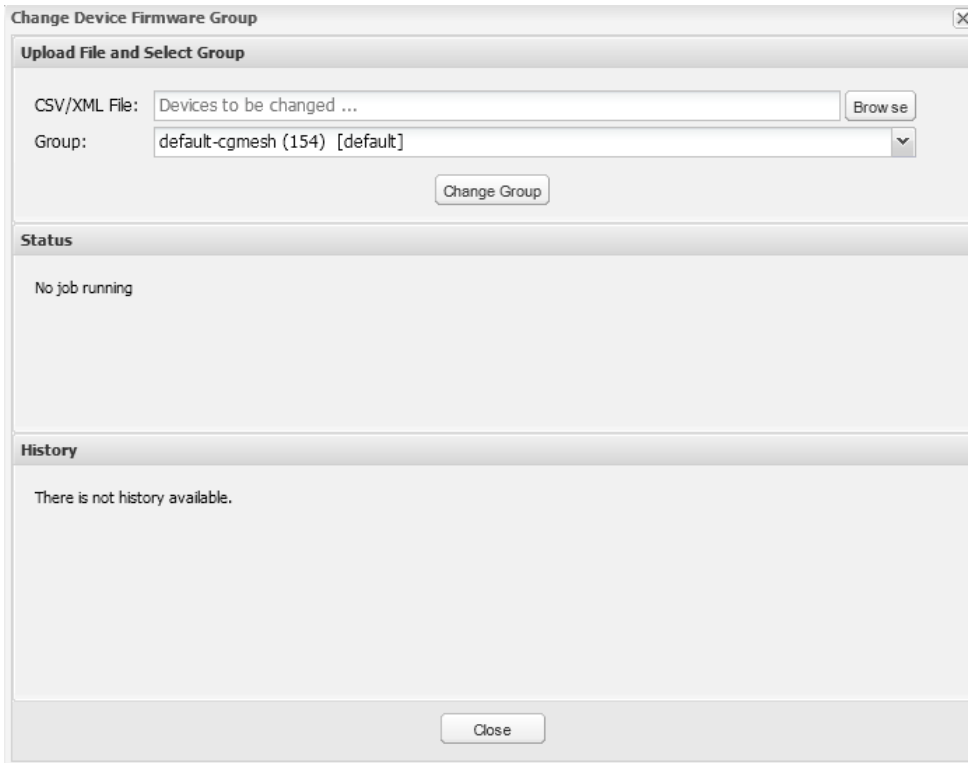 Change Device Firmware Group
Upload File and Select Group
CSV/XML File: Devices to be changed ... Browse
Group: default-cgmesh (154) [default]
Change Group
Status
No job running
History
There is not history available.
Close